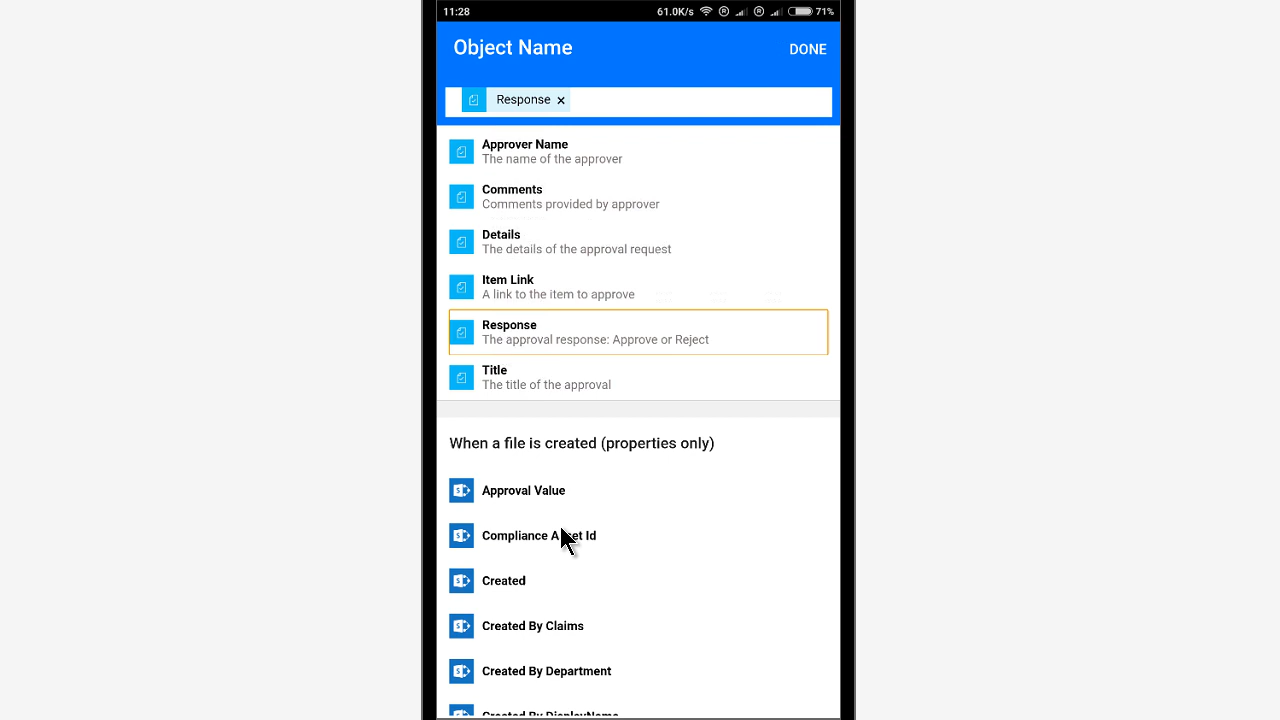 11:28
61.0K/s
71%
Object Name
DONE
Response ×
Approver Name
The name of the approver
Comments
Comments provided by approver
Details
The details of the approval request
Item Link
A link to the item to approve
Response
The approval response: Approve or Reject
Title
The title of the approval
When a file is created (properties only)
Approval Value
Compliance Asset Id
Created
Created By Claims
Created By Department
Created By DisplayName